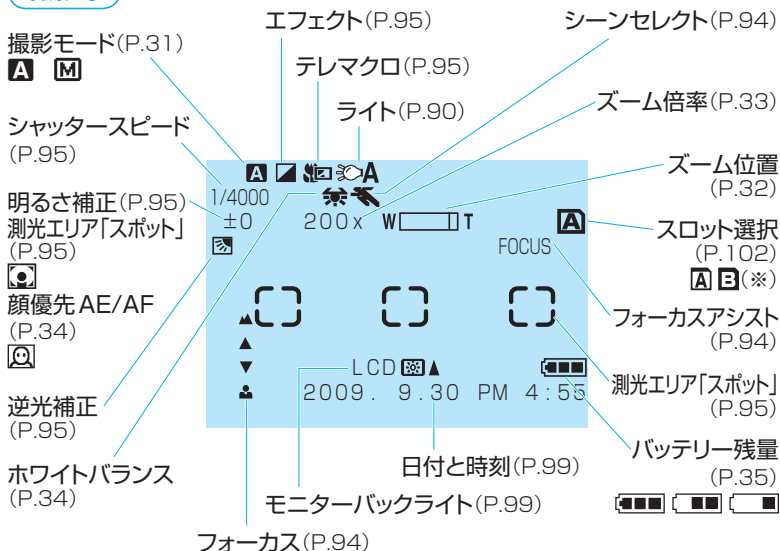 エフェクト(P.95)
シーンセレクト(P.94)
撮影モード(P.31)
A M
テレマクロ(P.95)
ライト(P.90)
ズーム倍率(P.33)
シャッタースピード
(P.95)
ズーム位置
(P.32)
明るさ補正(P.95)
測光エリア「スポット」
(P.95)
顔優先AE/AF
(P.34)
逆光補正
(P.95)
ホワイトバランス
(P.34)
A A
1/4000
±0 200x W T
A
FOCUS
LCD
2009. 9.30 PM 4:55
スロット選択
(P.102)
A B(※)
フォーカスアシスト
(P.94)
測光エリア「スポット」
(P.95)
バッテリー残量
(P.35)
日付と時刻(P.99)
モニターバックライト(P.99)
フォーカス(P.94)